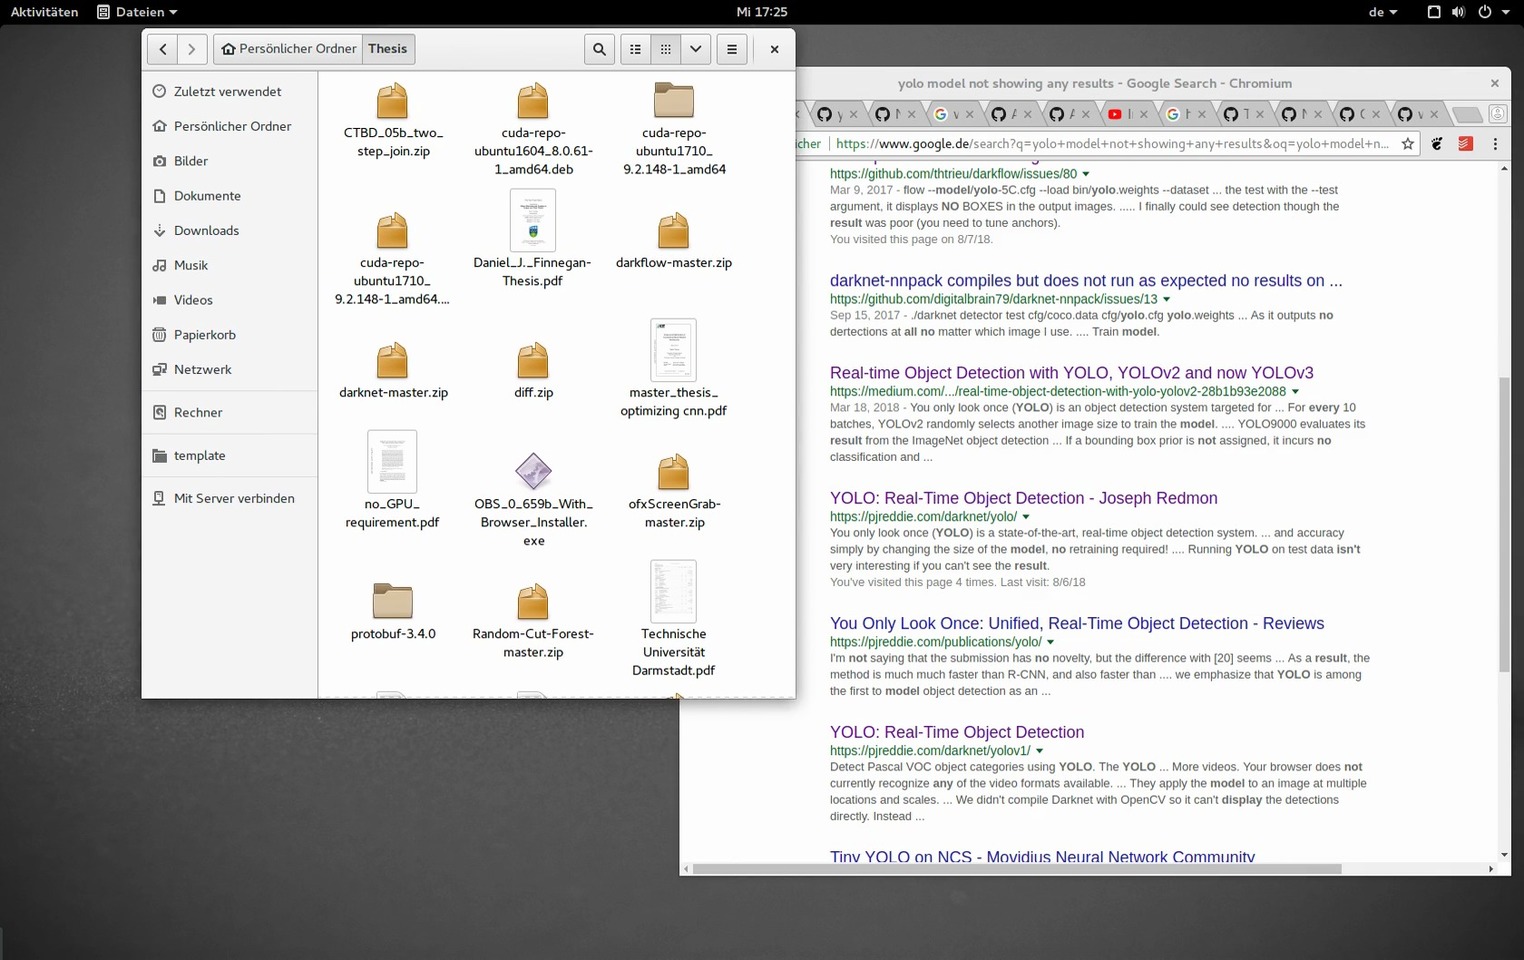 Aktivitäten
Dateien
Mi 17:25
de
Persönlicher Ordner
Thesis
Zuletzt verwendet
Persönlicher Ordner
Bilder
Dokumente
Downloads
Musik
Videos
Papierkorb
Netzwerk
Rechner
template
Mit Server verbinden
CTBD_05b_two_
step_join.zip
cuda-repo-
ubuntu1604_8.0.61-
1_amd64.deb
cuda-repo-
ubuntu1710_
9.2.148-1_amd64
cuda-repo-
ubuntu1710_
9.2.148-1_amd64....
Daniel_J._Finnegan-
Thesis.pdf
darkflow-master.zip
darknet-master.zip
diff.zip
master_thesis_
optimizing cnn.pdf
no_GPU_
requirement.pdf
OBS_0_659b_With_
Browser_Installer.
exe
ofxScreenGrab-
master.zip
protobuf-3.4.0
Random-Cut-Forest-
master.zip
Technische
Universität
Darmstadt.pdf
yolo model not showing any results - Google Search - Chromium
icher
https://www.google.de/search?q=yolo+model+not+showing+any+results&oq=yolo+model+n...
https://github.com/thtrieu/darkflow/issues/80
Mar 9, 2017 - flow --model/yolo-5C.cfg --load bin/yolo.weights --dataset ... the test with the --test
argument, it displays NO BOXES in the output images. ..... I finally could see detection though the
result was poor (you need to tune anchors).
You visited this page on 8/7/18.
darknet-nnpack compiles but does not run as expected no results on ...
https://github.com/digitalbrain79/darknet-nnpack/issues/13
Sep 15, 2017 - ./darknet detector test cfg/coco.data cfg/yolo.cfg yolo.weights ... As it outputs no
dertections at all no matter which image I use. .... Train model.
Real-time Object Detection with YOLO, YOLOv2 and now YOLOv3
https://medium.com/.../real-time-object-detection-with-yolo-yolov2-28b1b93e2088
Mar 18, 2018 - You only look once (YOLO) is an object detection system targeted for ... For every 10
batches, YOLOv2 randomly selects another image size to train the model. .... YOLO9000 evaluates its
result from the ImageNet object detection ... If a bounding box prior is not assigned, it incurs no
classification and ...
YOLO: Real-Time Object Detection - Joseph Redmon
https://pjreddie.com/darknet/yolo/
You only look once (YOLO) is a state-of-the-art, real-time object detection system. ... and accuracy
simply by changing the size of the model, no retraining required! .... Running YOLO on test data isn't
very interesting if you can't see the result.
You've visited this page 4 times. Last visit: 8/6/18
You Only Look Once: Unified, Real-Time Object Detection - Reviews
https://pjreddie.com/publications/yolo/
I'm not saying that the submission has no novelty, but the difference with [20] seems ... As a result, the
method is much much faster than R-CNN, and also faster than .... we emphasize that YOLO is among
the first to model object detection as an ...
YOLO: Real-Time Object Detection
https://pjreddie.com/darknet/yolov1/
Detect Pascal VOC object categories using YOLO. The YOLO ... More videos. Your browser does not
currently recognize any of the video formats available. ... They apply the model to an image at multiple
locations and scales. ... We didn't compile Darknet with OpenCV so it can't display the detections
directly. Instead ...
Tiny YOLO on NCS - Movidius Neural Network Community